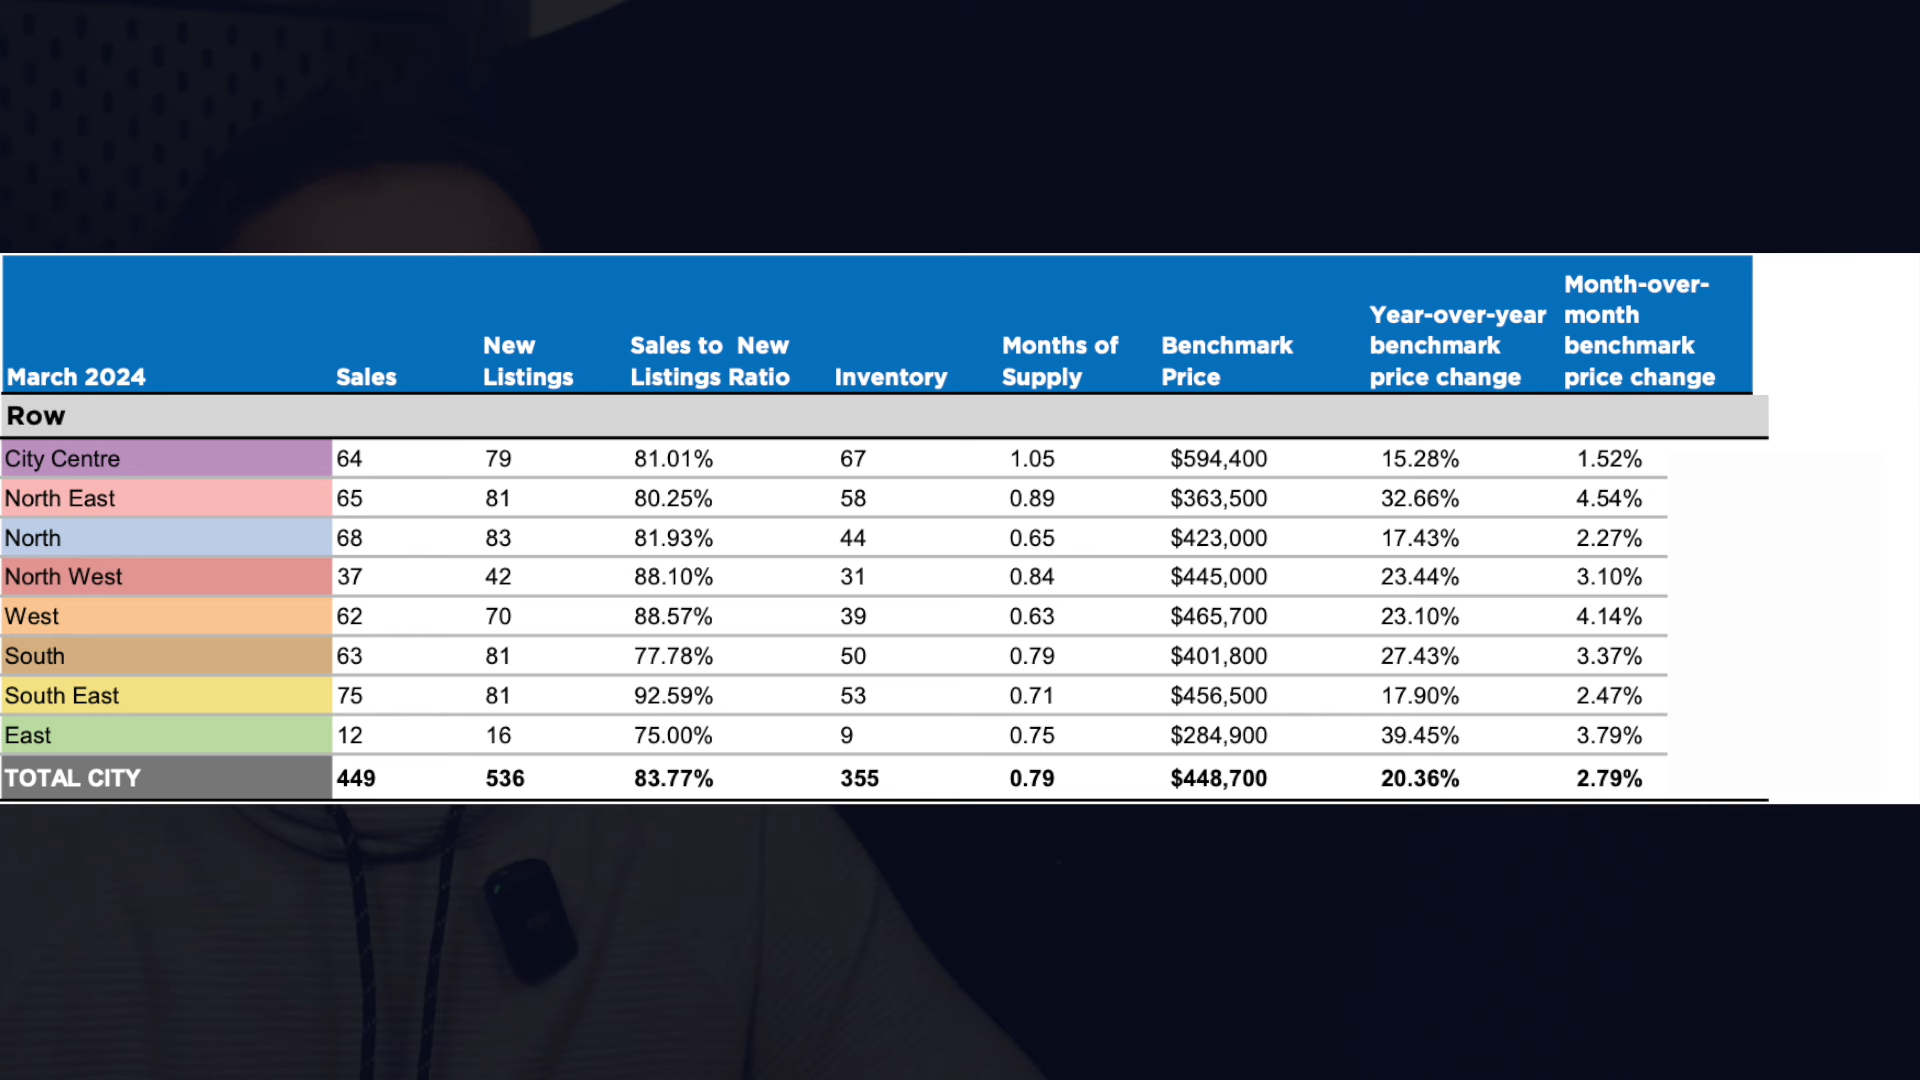 March 2024 Sales New Listings Sales to New Listings Ratio Inventory Months of Supply Benchmark Price Year-over-year benchmark price change Month-over-month benchmark price change
Row
City Centre 64 79 81.01% 67 1.05 $594,400 15.28% 1.52%
North East 65 81 80.25% 58 0.89 $363,500 32.66% 4.54%
North 68 83 81.93% 44 0.65 $423,000 17.43% 2.27%
North West 37 42 88.10% 31 0.84 $445,000 23.44% 3.10%
West 62 70 88.57% 39 0.63 $465,700 23.10% 4.14%
South 63 81 77.78% 50 0.79 $401,800 27.43% 3.37%
South East 75 81 92.59% 53 0.71 $456,500 17.90% 2.47%
East 12 16 75.00% 9 0.75 $284,900 39.45% 3.79%
TOTAL CITY 449 536 83.77% 355 0.79 $448,700 20.36% 2.79%